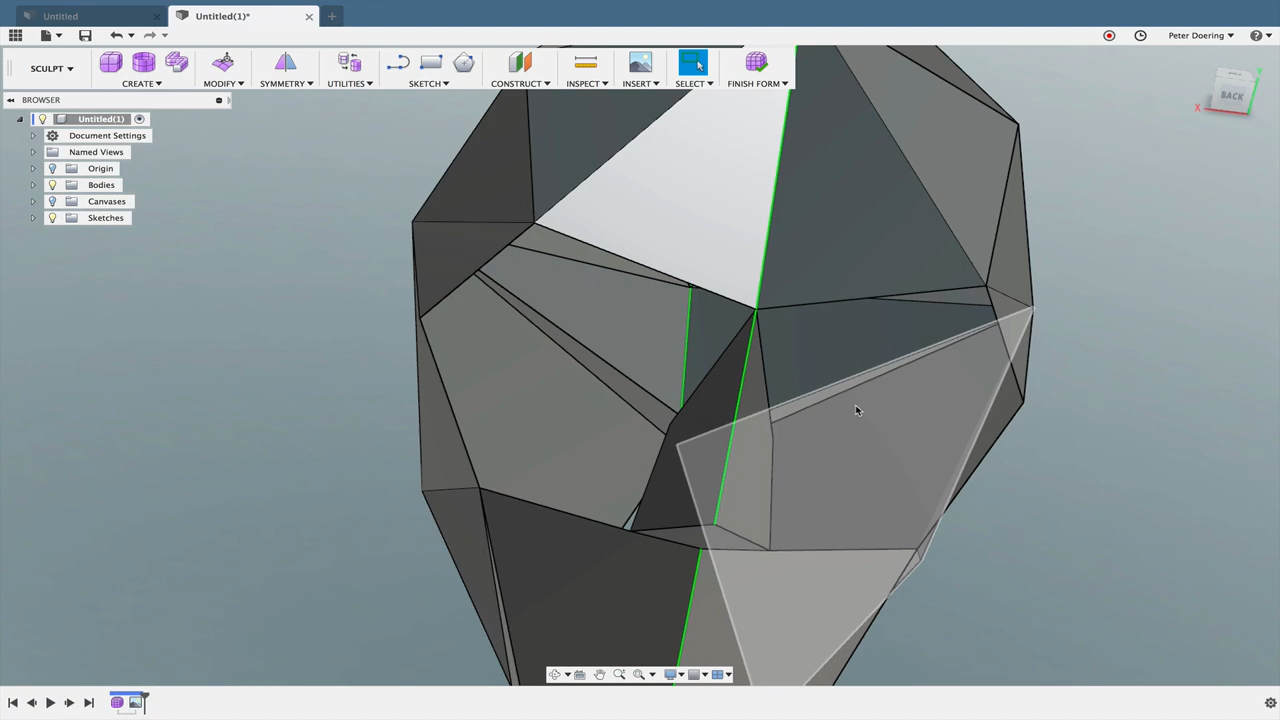 Untitled
Untitled(1)*
Peter Doering
SCULPT
CREATE
MODIFY
SYMMETRY
UTILITIES
SKETCH
CONSTRUCT
INSPECT
INSERT
SELECT
FINISH FORM
BROWSER
Untitled(1)
Document Settings
Named Views
Origin
Bodies
Canvases
Sketches
BACK
X